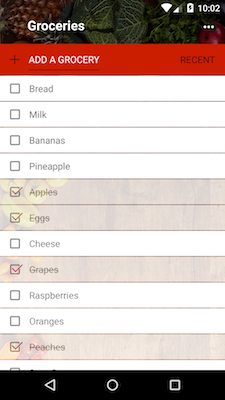 10:02
Groceries
ADD A GROCERY
RECENT
Bread
Milk
Bananas
Pineapple
Apples
Eggs
Cheese
Grapes
Raspberries
Oranges
Peaches